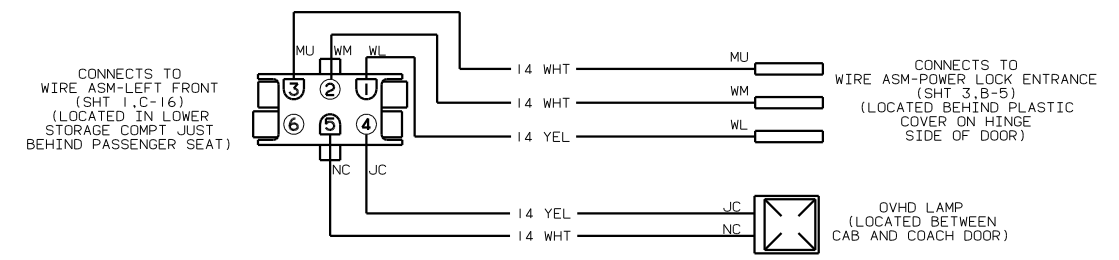 MU WM WL
CONNECTS TO
WIRE ASM-LEFT FRONT
(SHT 1,C-16)
(LOCATED IN LOWER
STORAGE COMPT JUST
BEHIND PASSENGER SEAT)
3 2 1
6 5 4
NC JC
14 WHT
14 WHT
14 YEL
MU
WM
WL
CONNECTS TO
WIRE ASM-POWER LOCK ENTRANCE
(SHT 3,B-5)
(LOCATED BEHIND PLASTIC
COVER ON HINGE
SIDE OF DOOR)
14 YEL
14 WHT
JC
NC
OVHD LAMP
(LOCATED BETWEEN
CAB AND COACH DOOR)